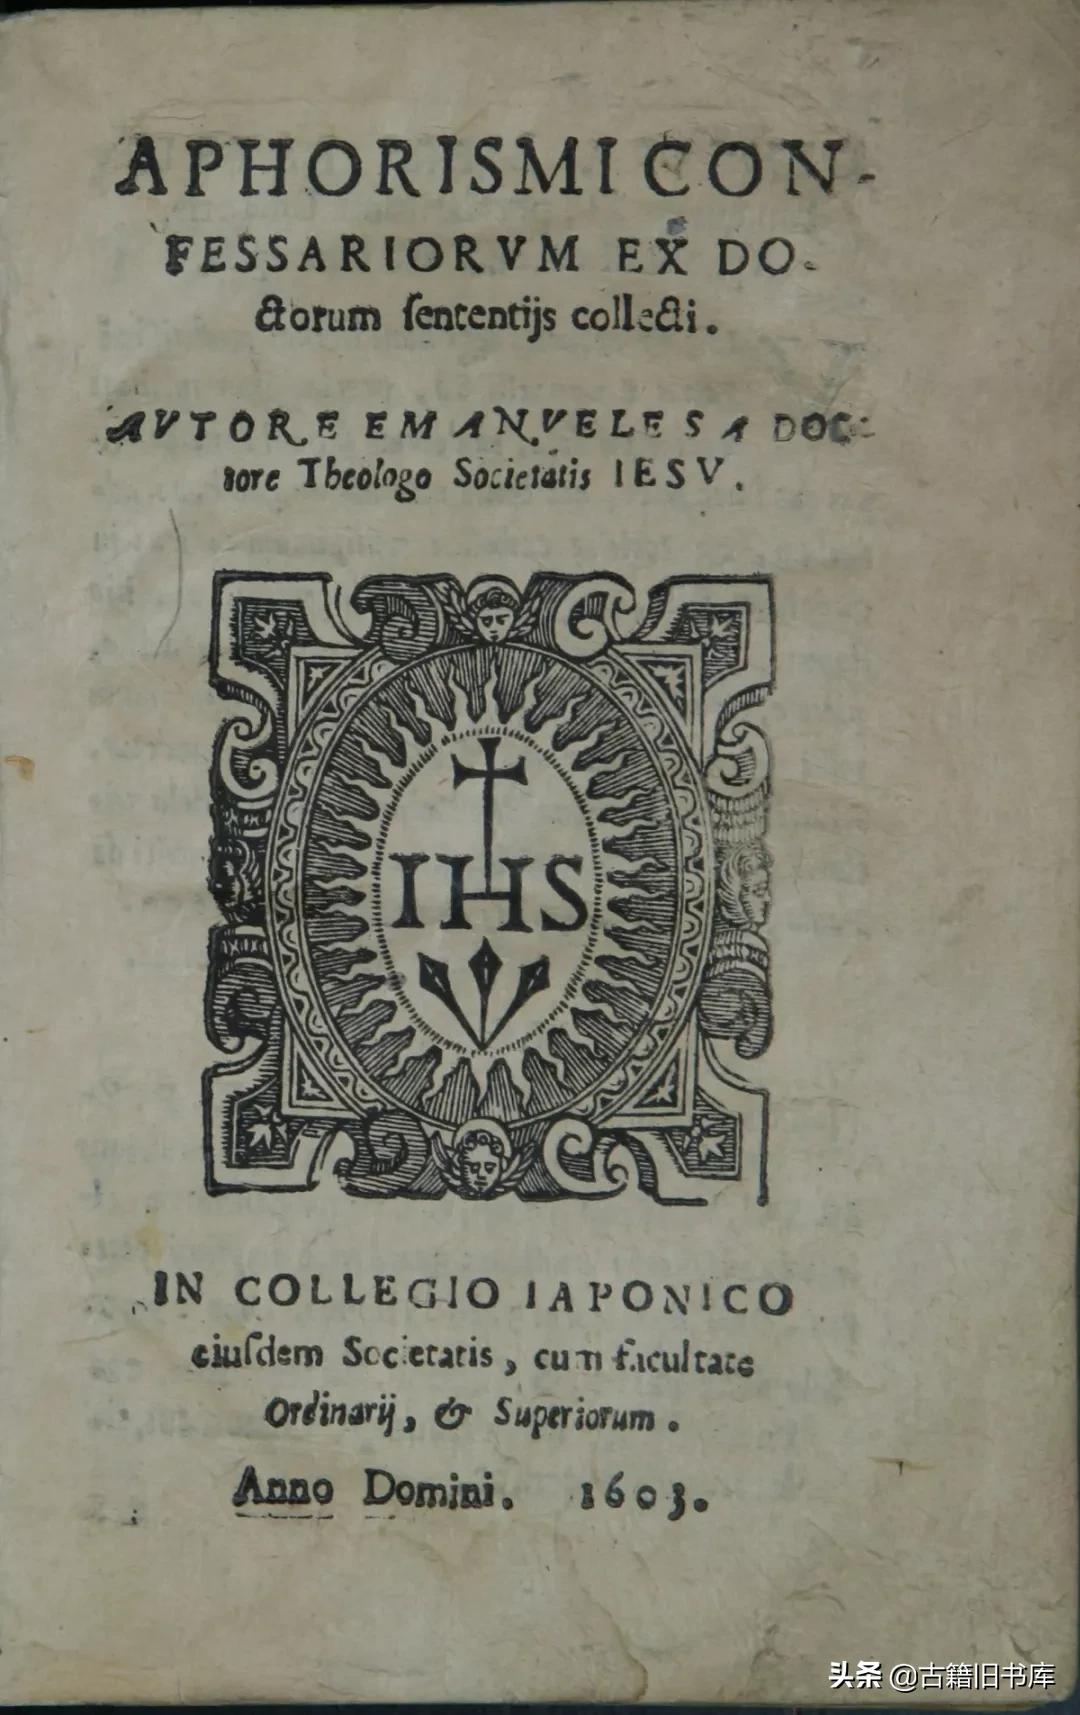 APHORISMI CON-
FESSARIORVM EX DO-
ctorum ſententijs collecti.
AVTORE EMANVELE SA DOC-
tore Theologo Societatis IESV.
IHS
IN COLLEGIO IAPONICO
eiuſdem Societatis, cum facultate
Ordinarij, & Superiorum.
Anno Domini. 1603.
头条 @古籍旧书库